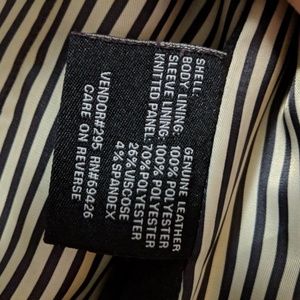 SHELL: GENUINE LEATHER
BODY LINING: 100% POLYESTER
SLEEVE LINING: 100% POLYESTER
KNITTED PANEL: 70% POLYESTER
26% VISCOSE
4% SPANDEX
VENDOR#295 RN#69426
CARE ON REVERSE